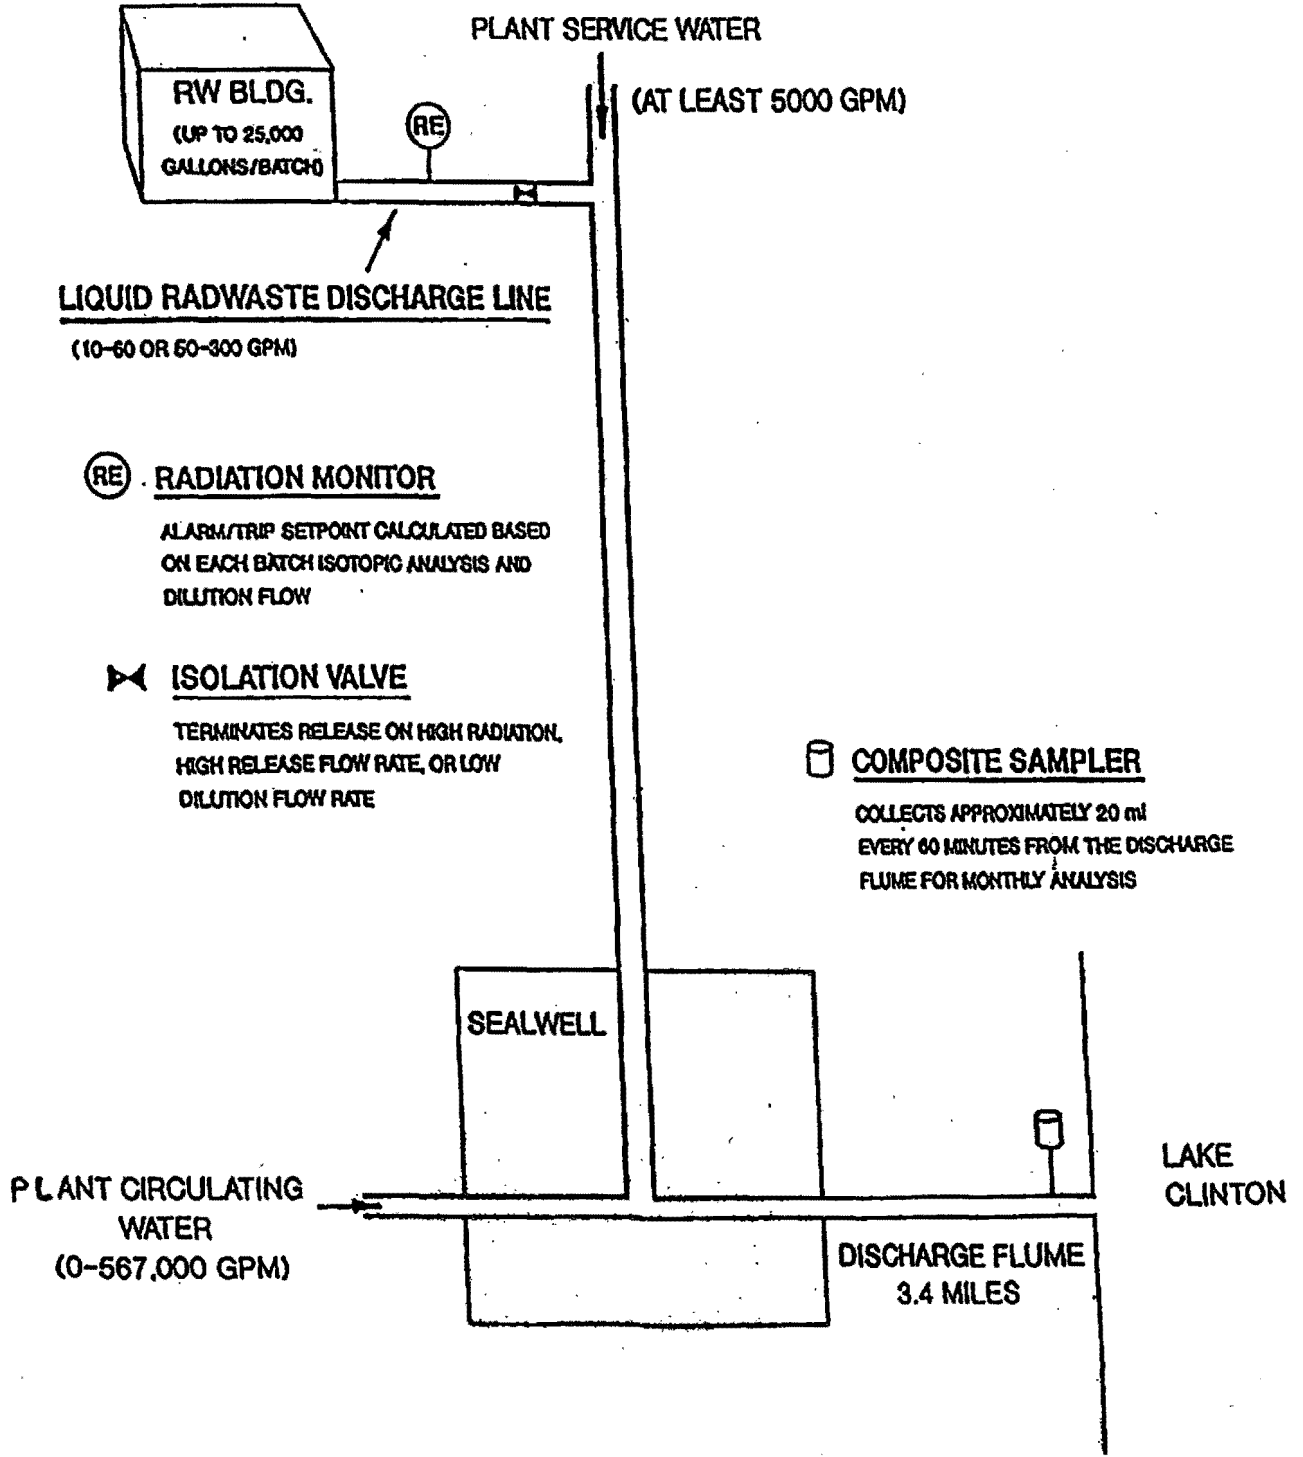 PLANT SERVICE WATER
(AT LEAST 5000 GPM)
RW BLDG.
(UP TO 25,000
GALLONS/BATCH)
RE
LIQUID RADWASTE DISCHARGE LINE
(10-60 OR 50-300 GPM)
RE RADIATION MONITOR
ALARM/TRIP SETPOINT CALCULATED BASED
ON EACH BATCH ISOTOPIC ANALYSIS AND
DILUTION FLOW
ISOLATION VALVE
TERMINATES RELEASE ON HIGH RADIATION,
HIGH RELEASE FLOW RATE, OR LOW
DILUTION FLOW RATE
COMPOSITE SAMPLER
COLLECTS APPROXIMATELY 20 ml
EVERY 60 MINUTES FROM THE DISCHARGE
FLUME FOR MONTHLY ANALYSIS
SEALWELL
PLANT CIRCULATING
WATER
(0-567,000 GPM)
LAKE
CLINTON
DISCHARGE FLUME
3.4 MILES